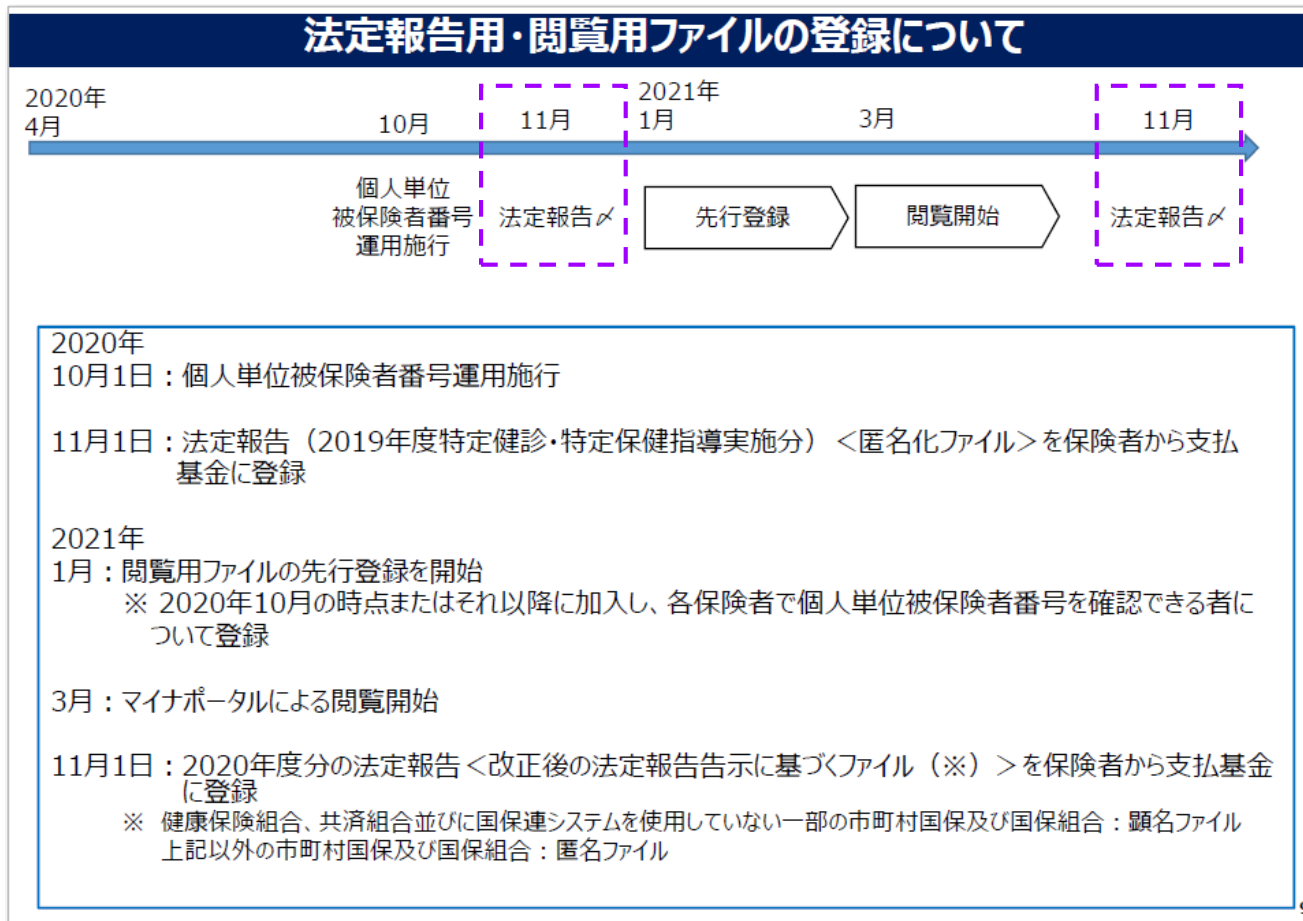 法定報告用・閲覧用ファイルの登録について
2020年
4月
10月
11月
2021年
1月
3月
11月
個人単位
被保険者番号
運用施行
法定報告〆
先行登録
閲覧開始
法定報告〆
2020年
10月1日：個人単位被保険者番号運用施行
11月1日：法定報告（2019年度特定健診・特定保健指導実施分）＜匿名化ファイル＞を保険者から支払
基金に登録
2021年
1月：閲覧用ファイルの先行登録を開始
※ 2020年10月の時点またはそれ以降に加入し、各保険者で個人単位被保険者番号を確認できる者に
ついて登録
3月：マイナポータルによる閲覧開始
11月1日：2020年度分の法定報告＜改正後の法定報告告示に基づくファイル（※）＞を保険者から支払基金
に登録
※ 健康保険組合、共済組合並びに国保連システムを使用していない一部の市町村国保及び国保組合：顕名ファイル
上記以外の市町村国保及び国保組合：匿名ファイル